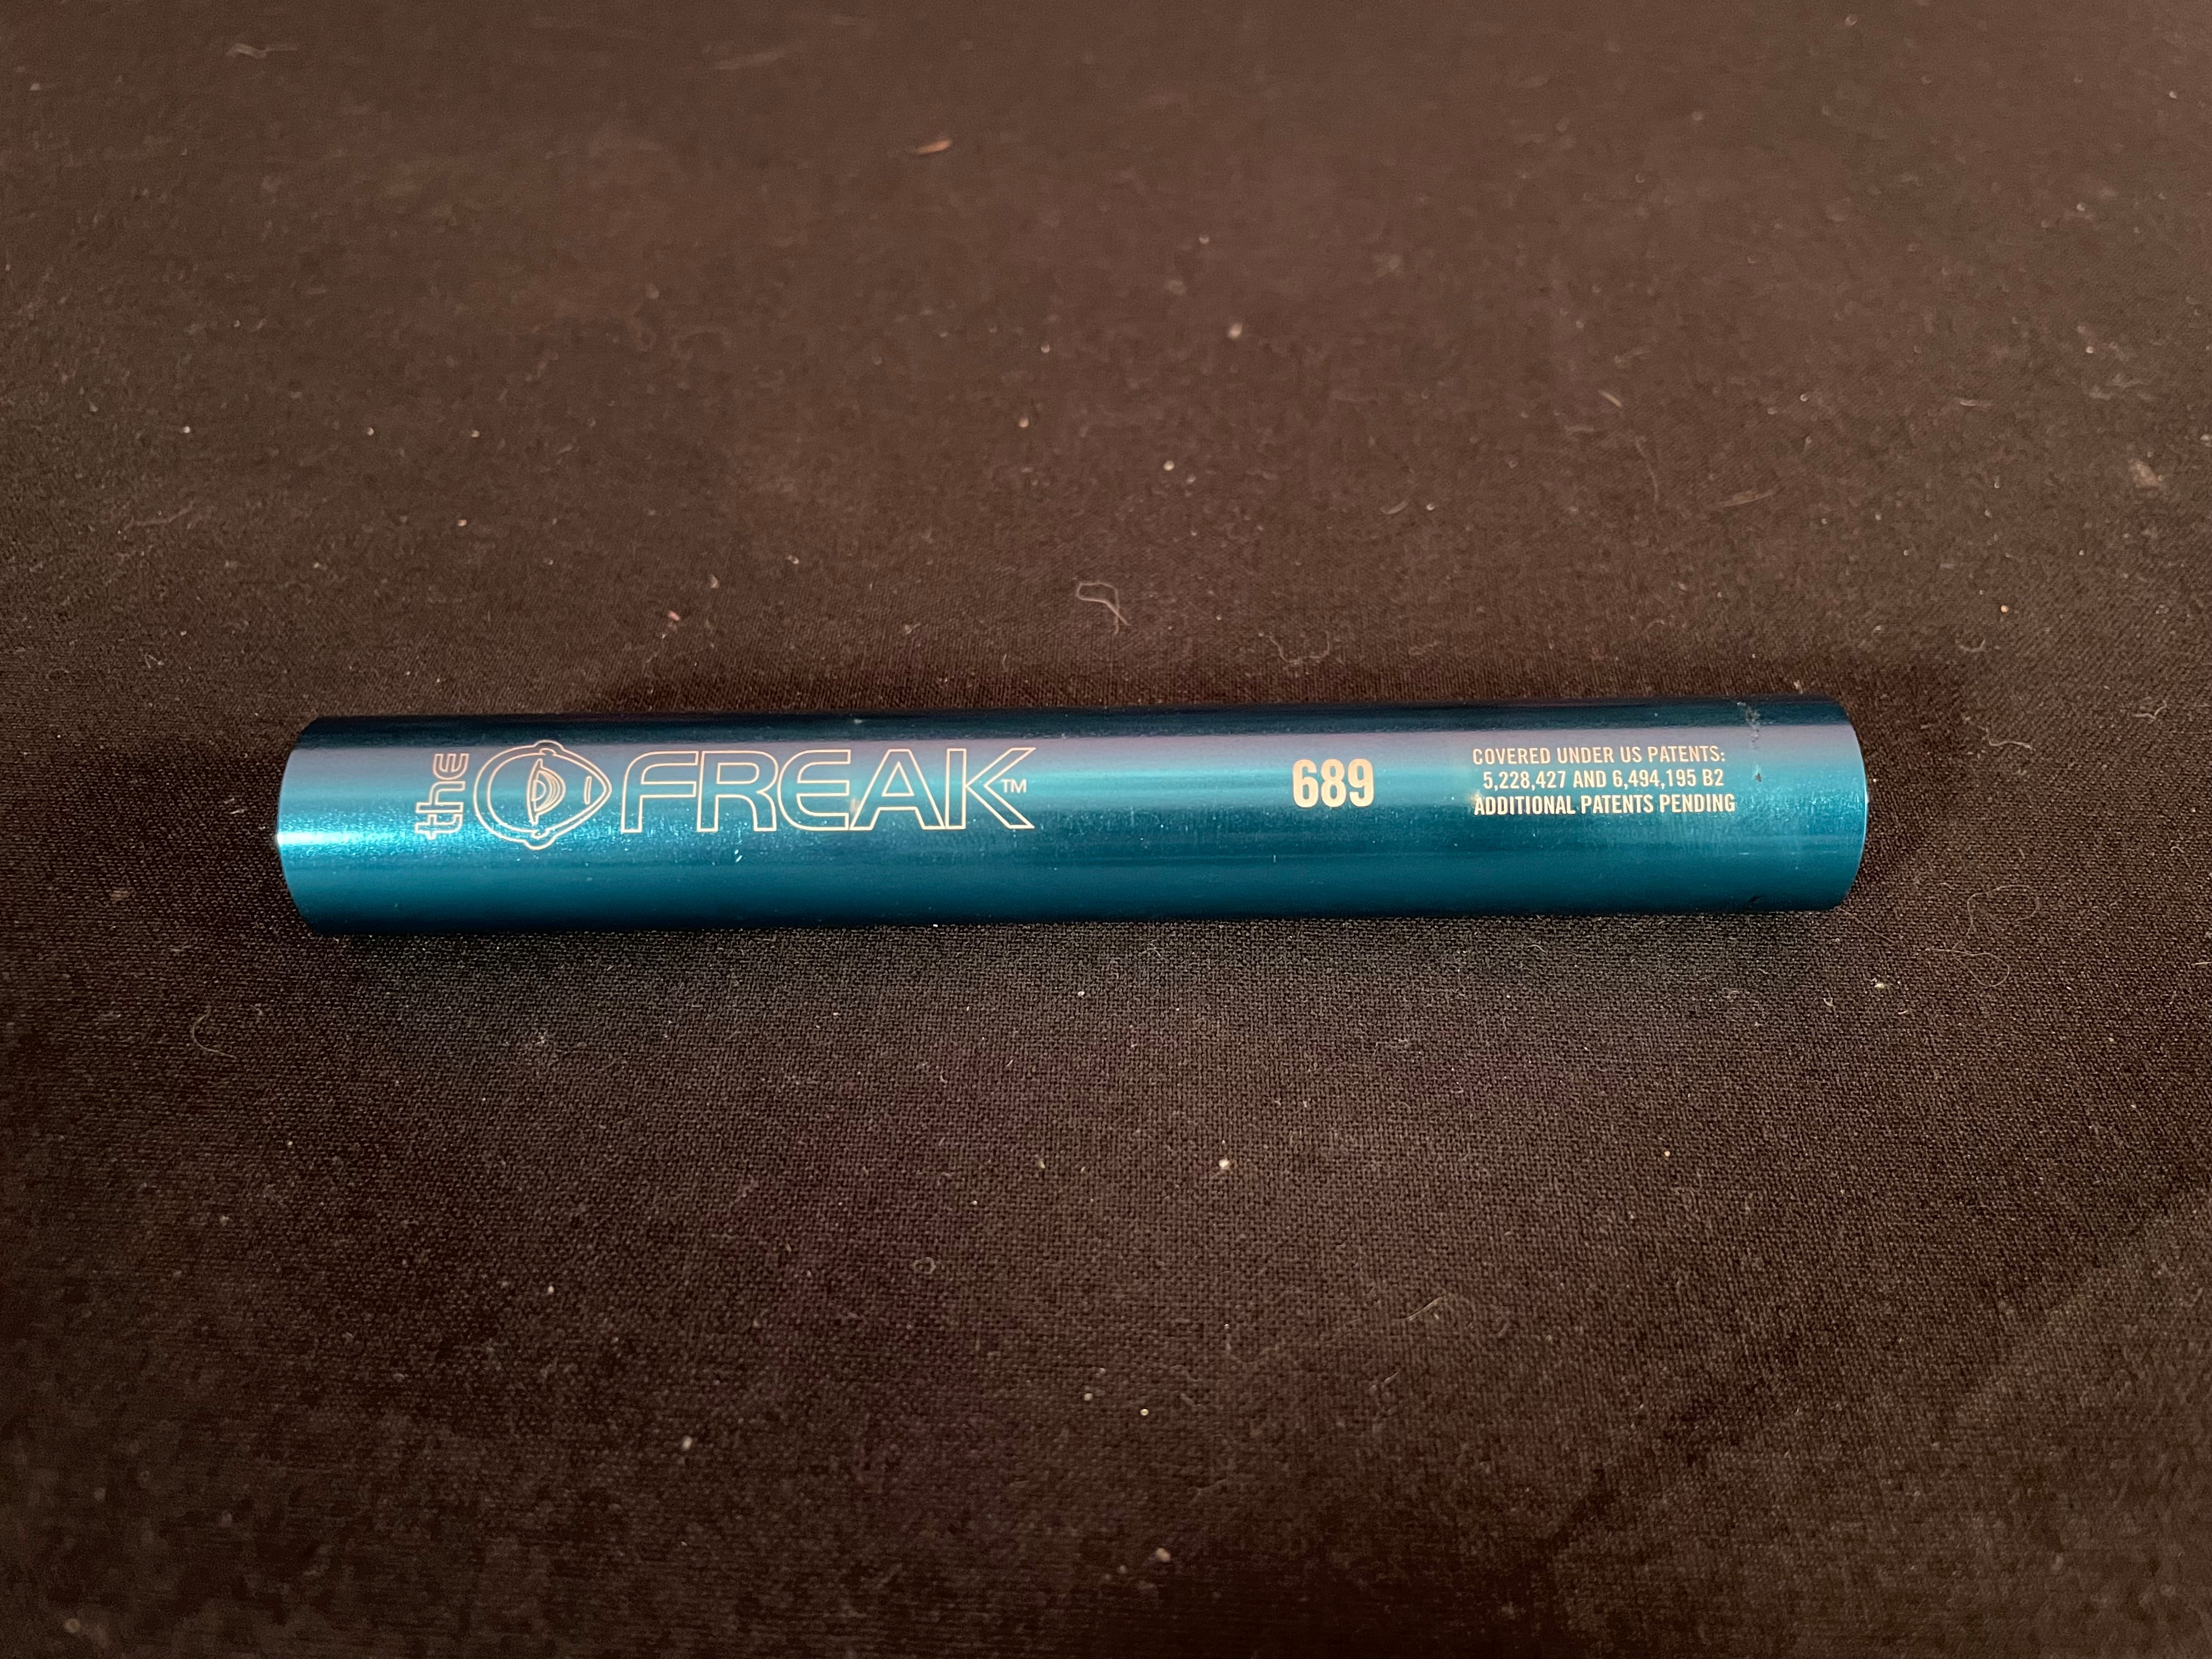 the FREAK™
689
COVERED UNDER US PATENTS:
5,228,427 AND 6,494,195 B2
ADDITIONAL PATENTS PENDING